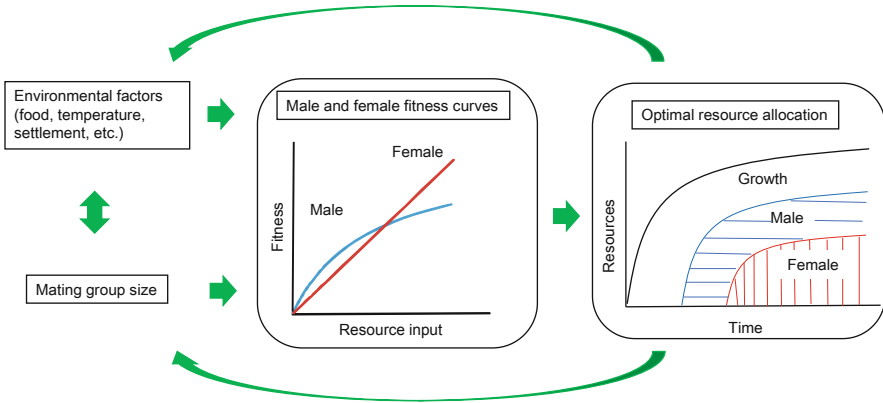 Environmental factors
(food, temperature,
settlement, etc.)
Mating group size
Male and female fitness curves
Female
Male
Fitness
Resource input
Optimal resource allocation
Growth
Male
Female
Resources
Time